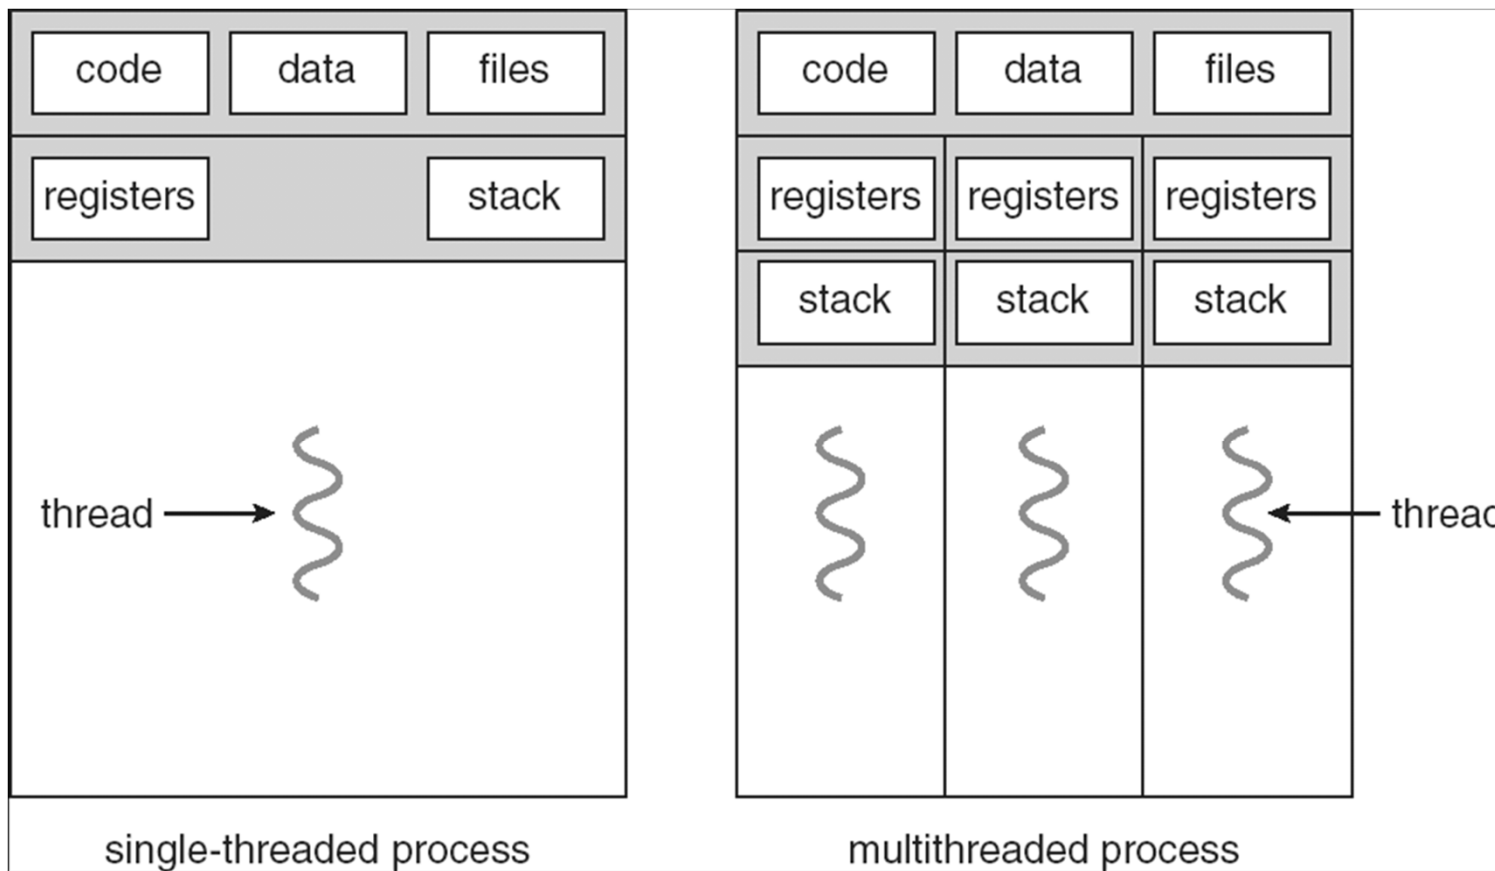 code data files code data files
registers stack registers registers registers
stack stack stack
thread threac
single-threaded process multithreaded process